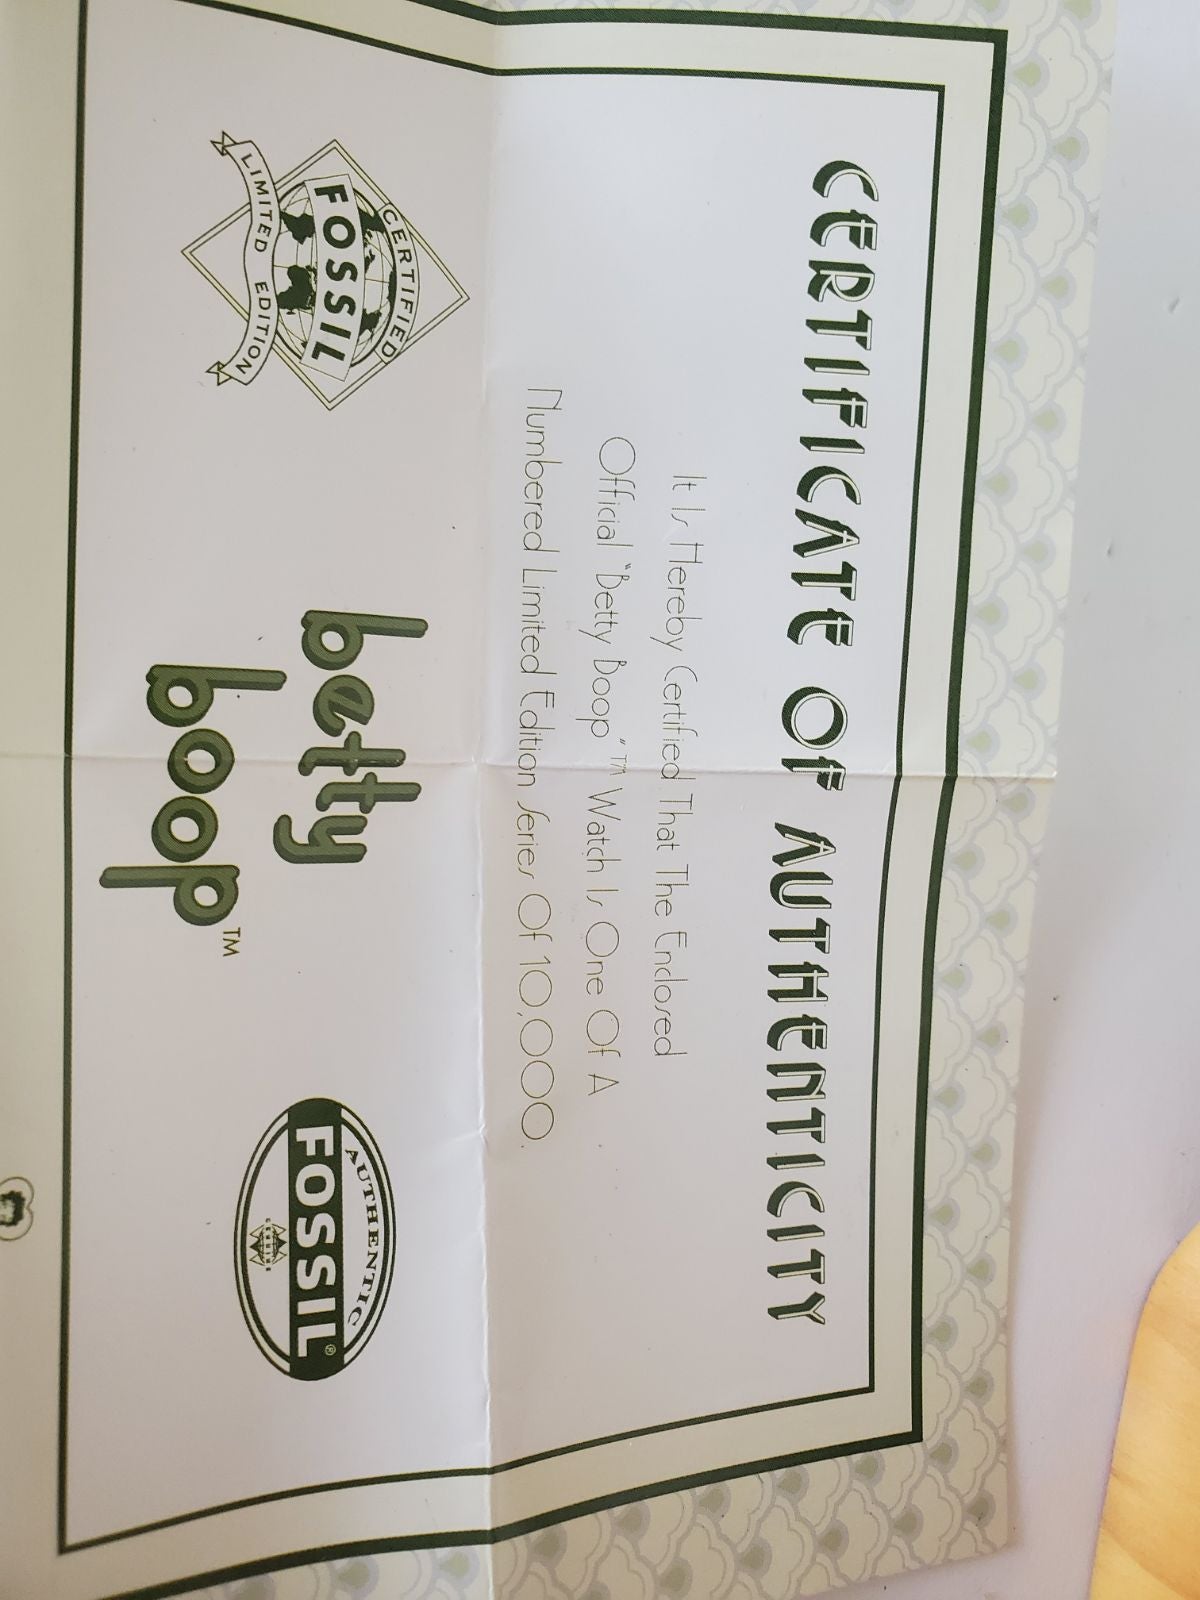 CERTIFICATE OF AUTHENTICITY
It Is Hereby Certified That The Enclosed
Official "Betty Boop"™ Watch Is One Of A
Numbered Limited Edition Series Of 10,000.
CERTIFIED
FOSSIL
LIMITED EDITION
betty
boop™
AUTHENTIC
FOSSIL®
GENUINE